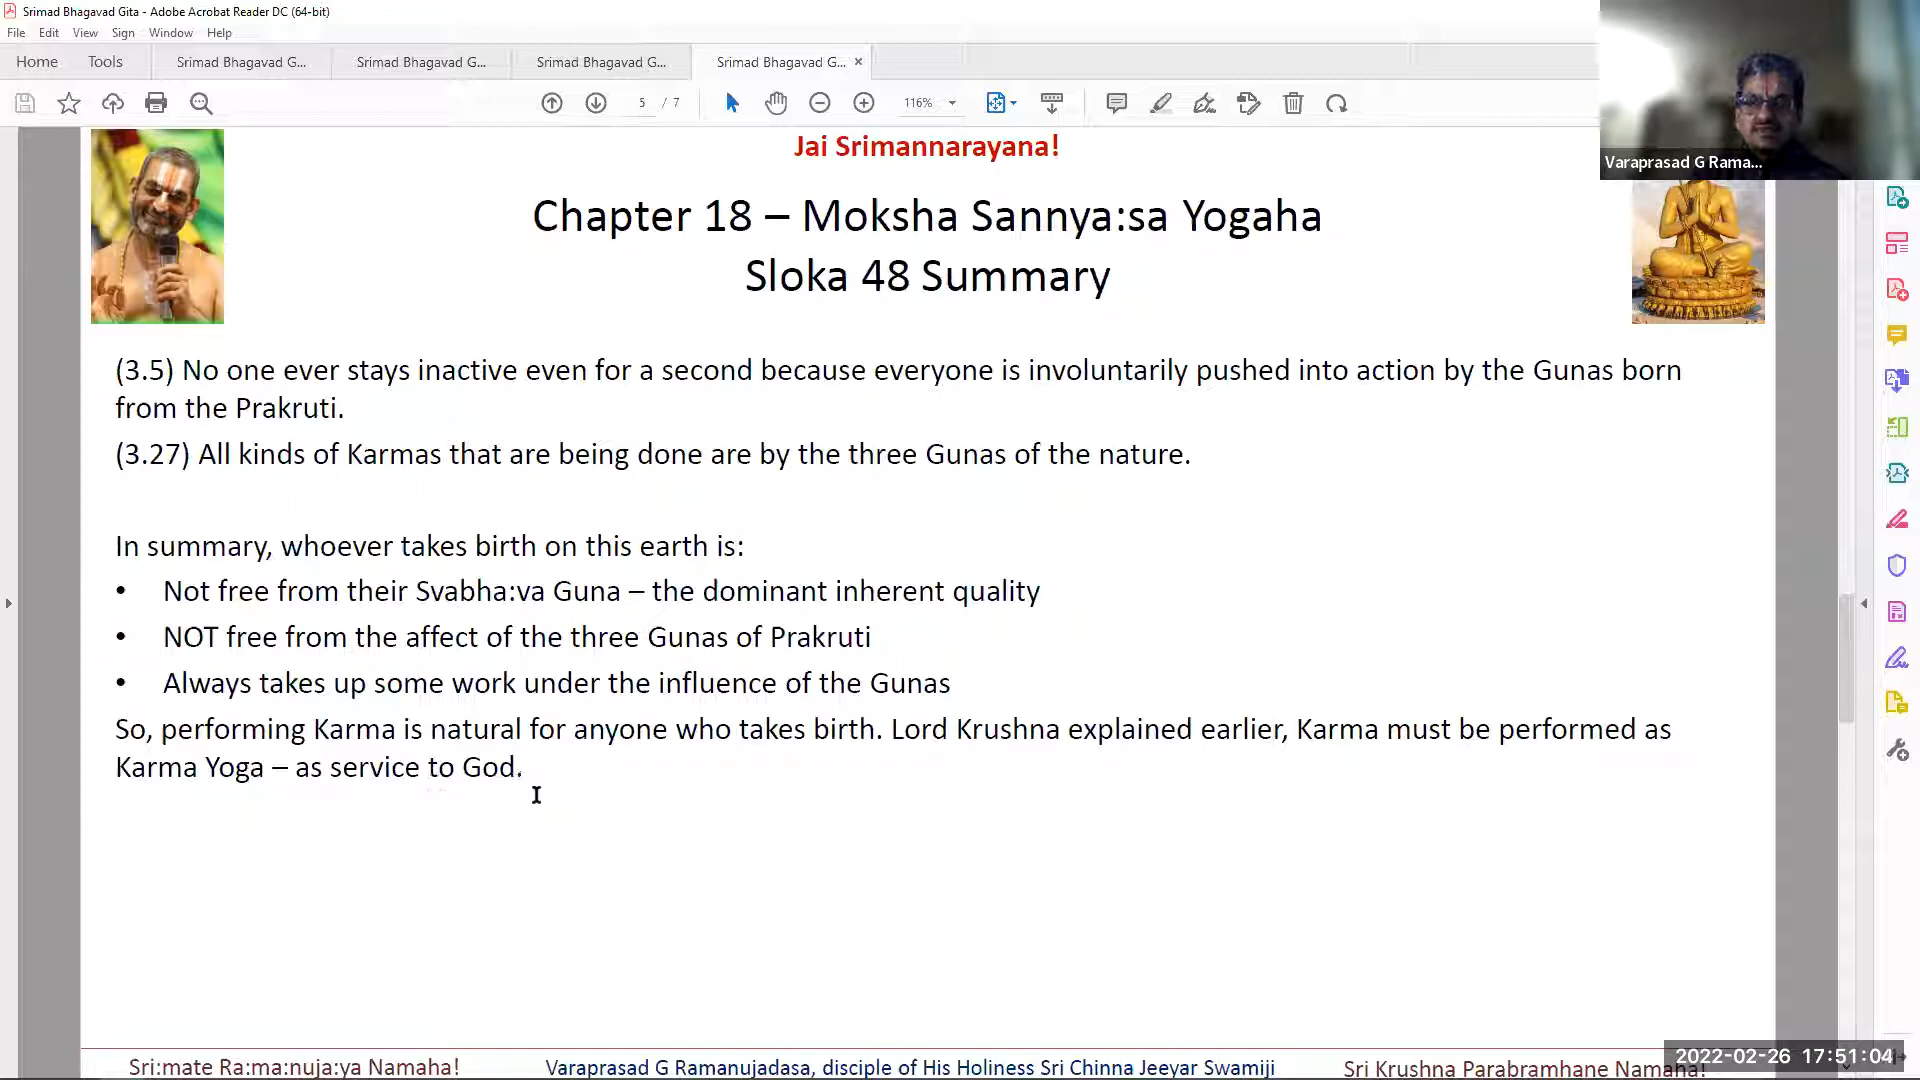 Srimad Bhagavad Gita - Adobe Acrobat Reader DC (64-bit)
File Edit View Sign Window Help
Home Tools Srimad Bhagavad G... Srimad Bhagavad G... Srimad Bhagavad G... Srimad Bhagavad G... ×
5 / 7 116%
Varaprasad G Rama...
Jai Srimannarayana!
Chapter 18 – Moksha Sannya:sa Yogaha
Sloka 48 Summary
(3.5) No one ever stays inactive even for a second because everyone is involuntarily pushed into action by the Gunas born
from the Prakruti.
(3.27) All kinds of Karmas that are being done are by the three Gunas of the nature.
In summary, whoever takes birth on this earth is:
• Not free from their Svabha:va Guna – the dominant inherent quality
• NOT free from the affect of the three Gunas of Prakruti
• Always takes up some work under the influence of the Gunas
So, performing Karma is natural for anyone who takes birth. Lord Krushna explained earlier, Karma must be performed as
Karma Yoga – as service to God.
Sri:mate Ra:ma:nuja:ya Namaha! Varaprasad G Ramanujadasa, disciple of His Holiness Sri Chinna Jeeyar Swamiji Sri Krushna Parabramhane Namaha!
2022-02-26 17:51:04